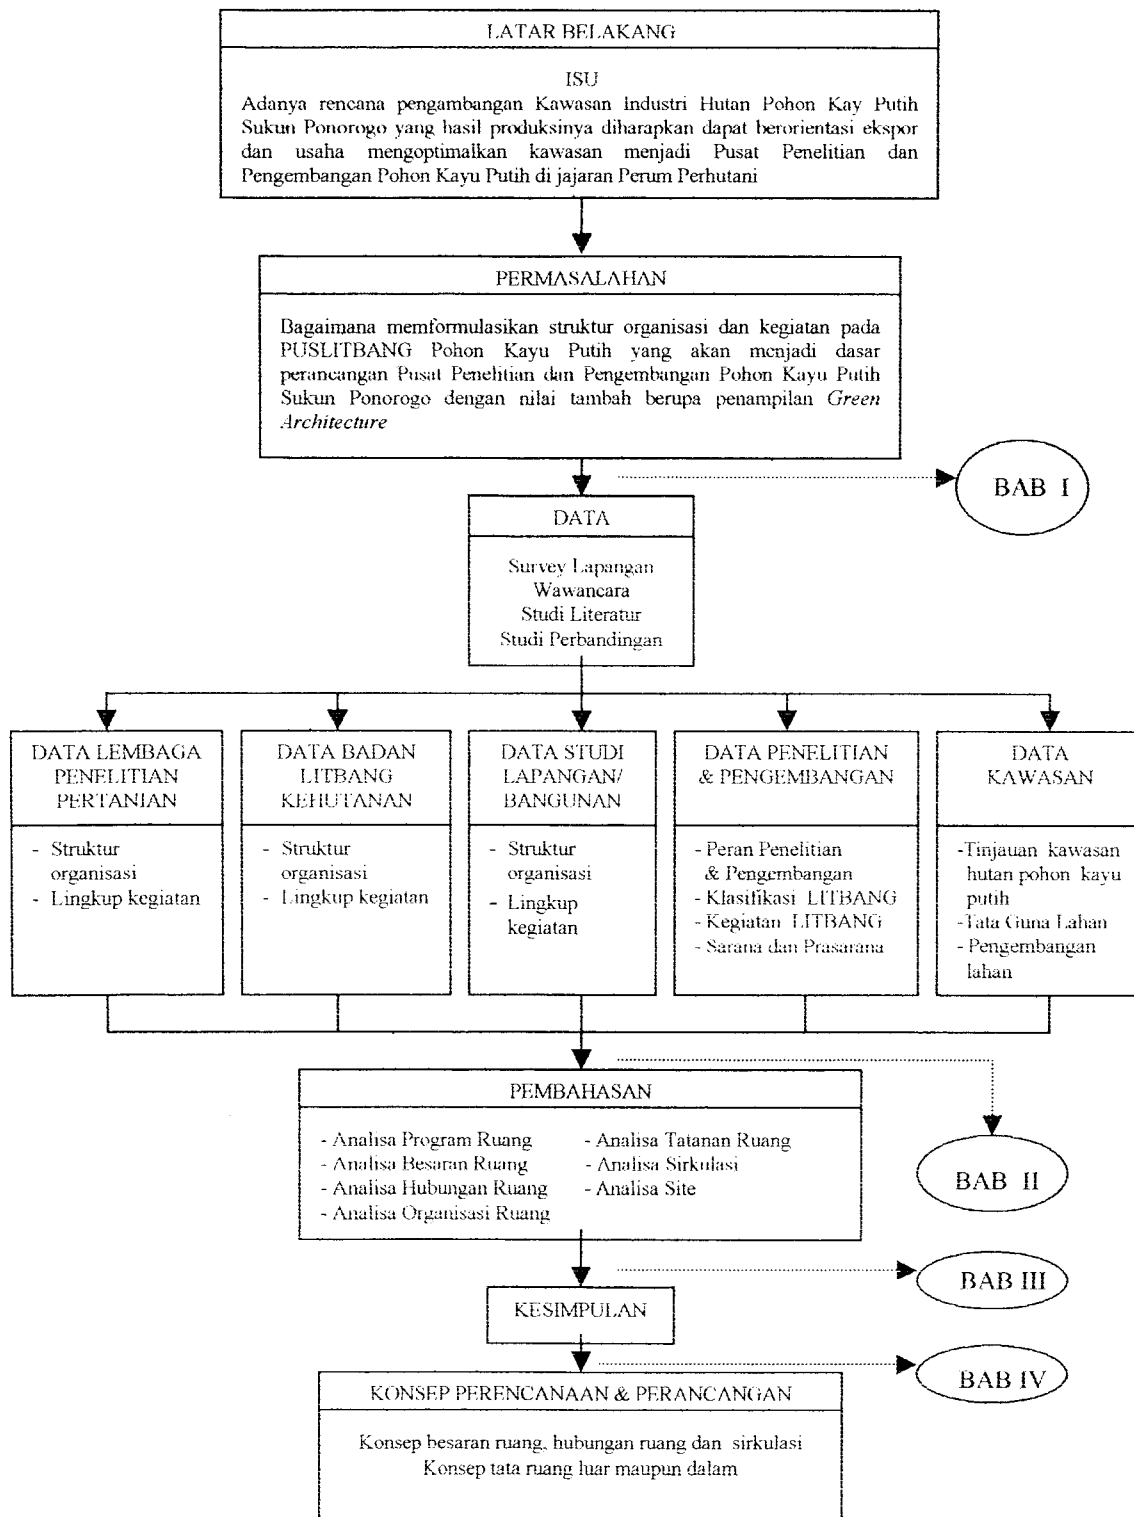 LATAR BELAKANG
ISU
Adanya rencana pengambangan Kawasan Industri Hutan Pohon Kay Putih
Sukun Ponorogo yang hasil produksinya diharapkan dapat berorientasi ekspor
dan usaha mengoptimalkan kawasan menjadi Pusat Penelitian dan
Pengembangan Pohon Kayu Putih di jajaran Perum Perhutani
PERMASALAHAN
Bagaimana memformulasikan struktur organisasi dan kegiatan pada
PUSLITBANG Pohon Kayu Putih yang akan menjadi dasar
perancangan Pusat Penelitian dan Pengembangan Pohon Kayu Putih
Sukun Ponorogo dengan nilai tambah berupa penampilan Green
Architecture
BAB I
DATA
Survey Lapangan
Wawancara
Studi Literatur
Studi Perbandingan
DATA LEMBAGA
PENELITIAN
PERTANIAN
- Struktur
organisasi
- Lingkup kegiatan
DATA BADAN
LITBANG
KEHUTANAN
- Struktur
organisasi
- Lingkup kegiatan
DATA STUDI
LAPANGAN/
BANGUNAN
- Struktur
organisasi
- Lingkup
kegiatan
DATA PENELITIAN
& PENGEMBANGAN
- Peran Penelitian
& Pengembangan
- Klasifikasi LITBANG
- Kegiatan LITBANG
- Sarana dan Prasarana
DATA
KAWASAN
-Tinjauan kawasan
hutan pohon kayu
putih
-Tata Guna Lahan
- Pengembangan
lahan
PEMBAHASAN
- Analisa Program Ruang
- Analisa Besaran Ruang
- Analisa Hubungan Ruang
- Analisa Organisasi Ruang
- Analisa Tatanan Ruang
- Analisa Sirkulasi
- Analisa Site
BAB II
BAB III
KESIMPULAN
BAB IV
KONSEP PERENCANAAN & PERANCANGAN
Konsep besaran ruang, hubungan ruang dan sirkulasi
Konsep tata ruang luar maupun dalam